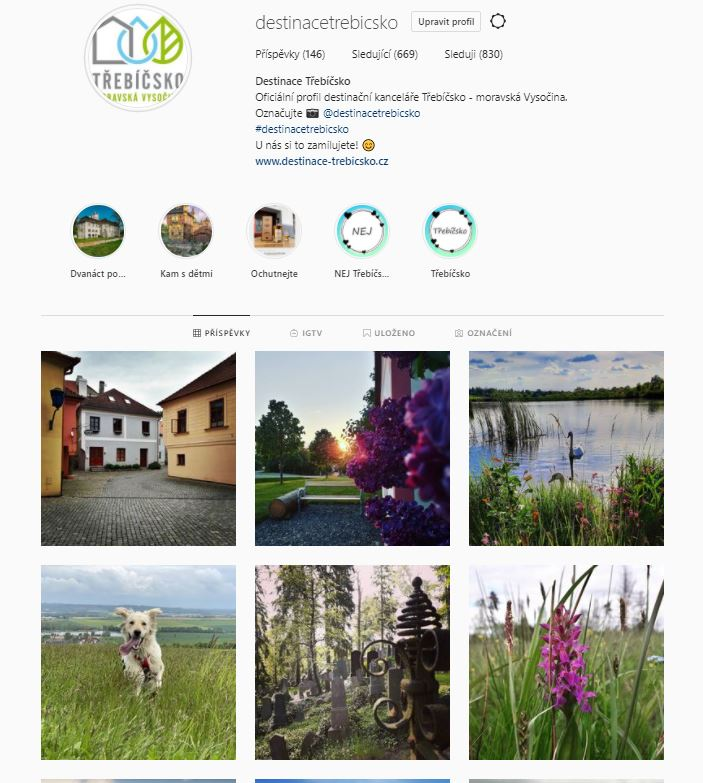 TŘEBÍČSKO
MORAVSKÁ VYSOČINA
destinacetrebicsko Upravit profil
Příspěvky (146) Sledující (669) Sleduji (830)
Destinace Třebíčsko
Oficiální profil destinační kanceláře Třebíčsko - moravská Vysočina.
Označujte 📷 @destinacetrebicsko
#destinacetrebicsko
U nás si to zamilujete! 😊
www.destinace-trebicsko.cz
NEJ Třebíčsko
Dvanáct po... Kam s dětmi Ochutnejte NEJ Třebíčs... Třebíčsko
PŘÍSPĚVKY IGTV ULOŽENO OZNAČENÍ